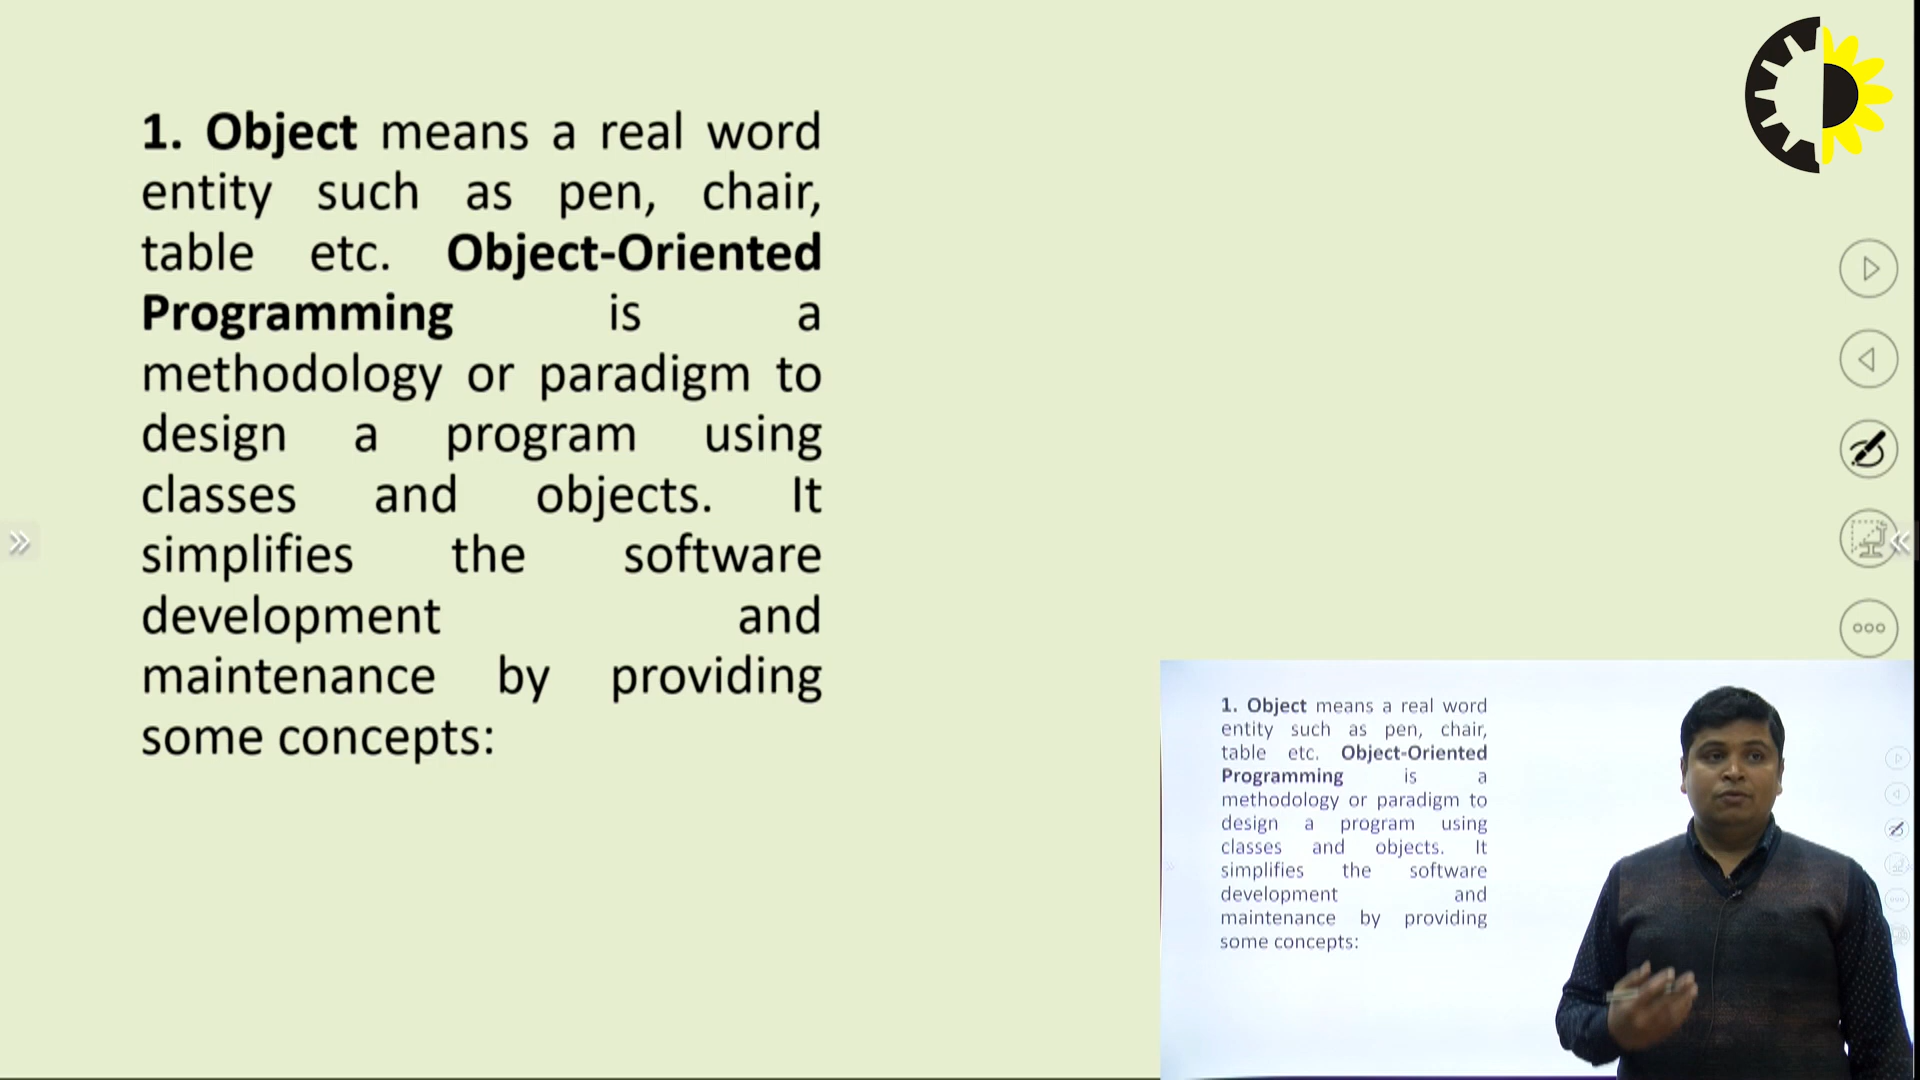 1. Object means a real word
entity such as pen, chair,
table etc. Object-Oriented
Programming is a
methodology or paradigm to
design a program using
classes and objects. It
simplifies the software
development and
maintenance by providing
some concepts:
1. Object means a real word
entity such as pen, chair,
table etc. Object-Oriented
Programming is a
methodology or paradigm to
design a program using
classes and objects. It
simplifies the software
development and
maintenance by providing
some concepts: